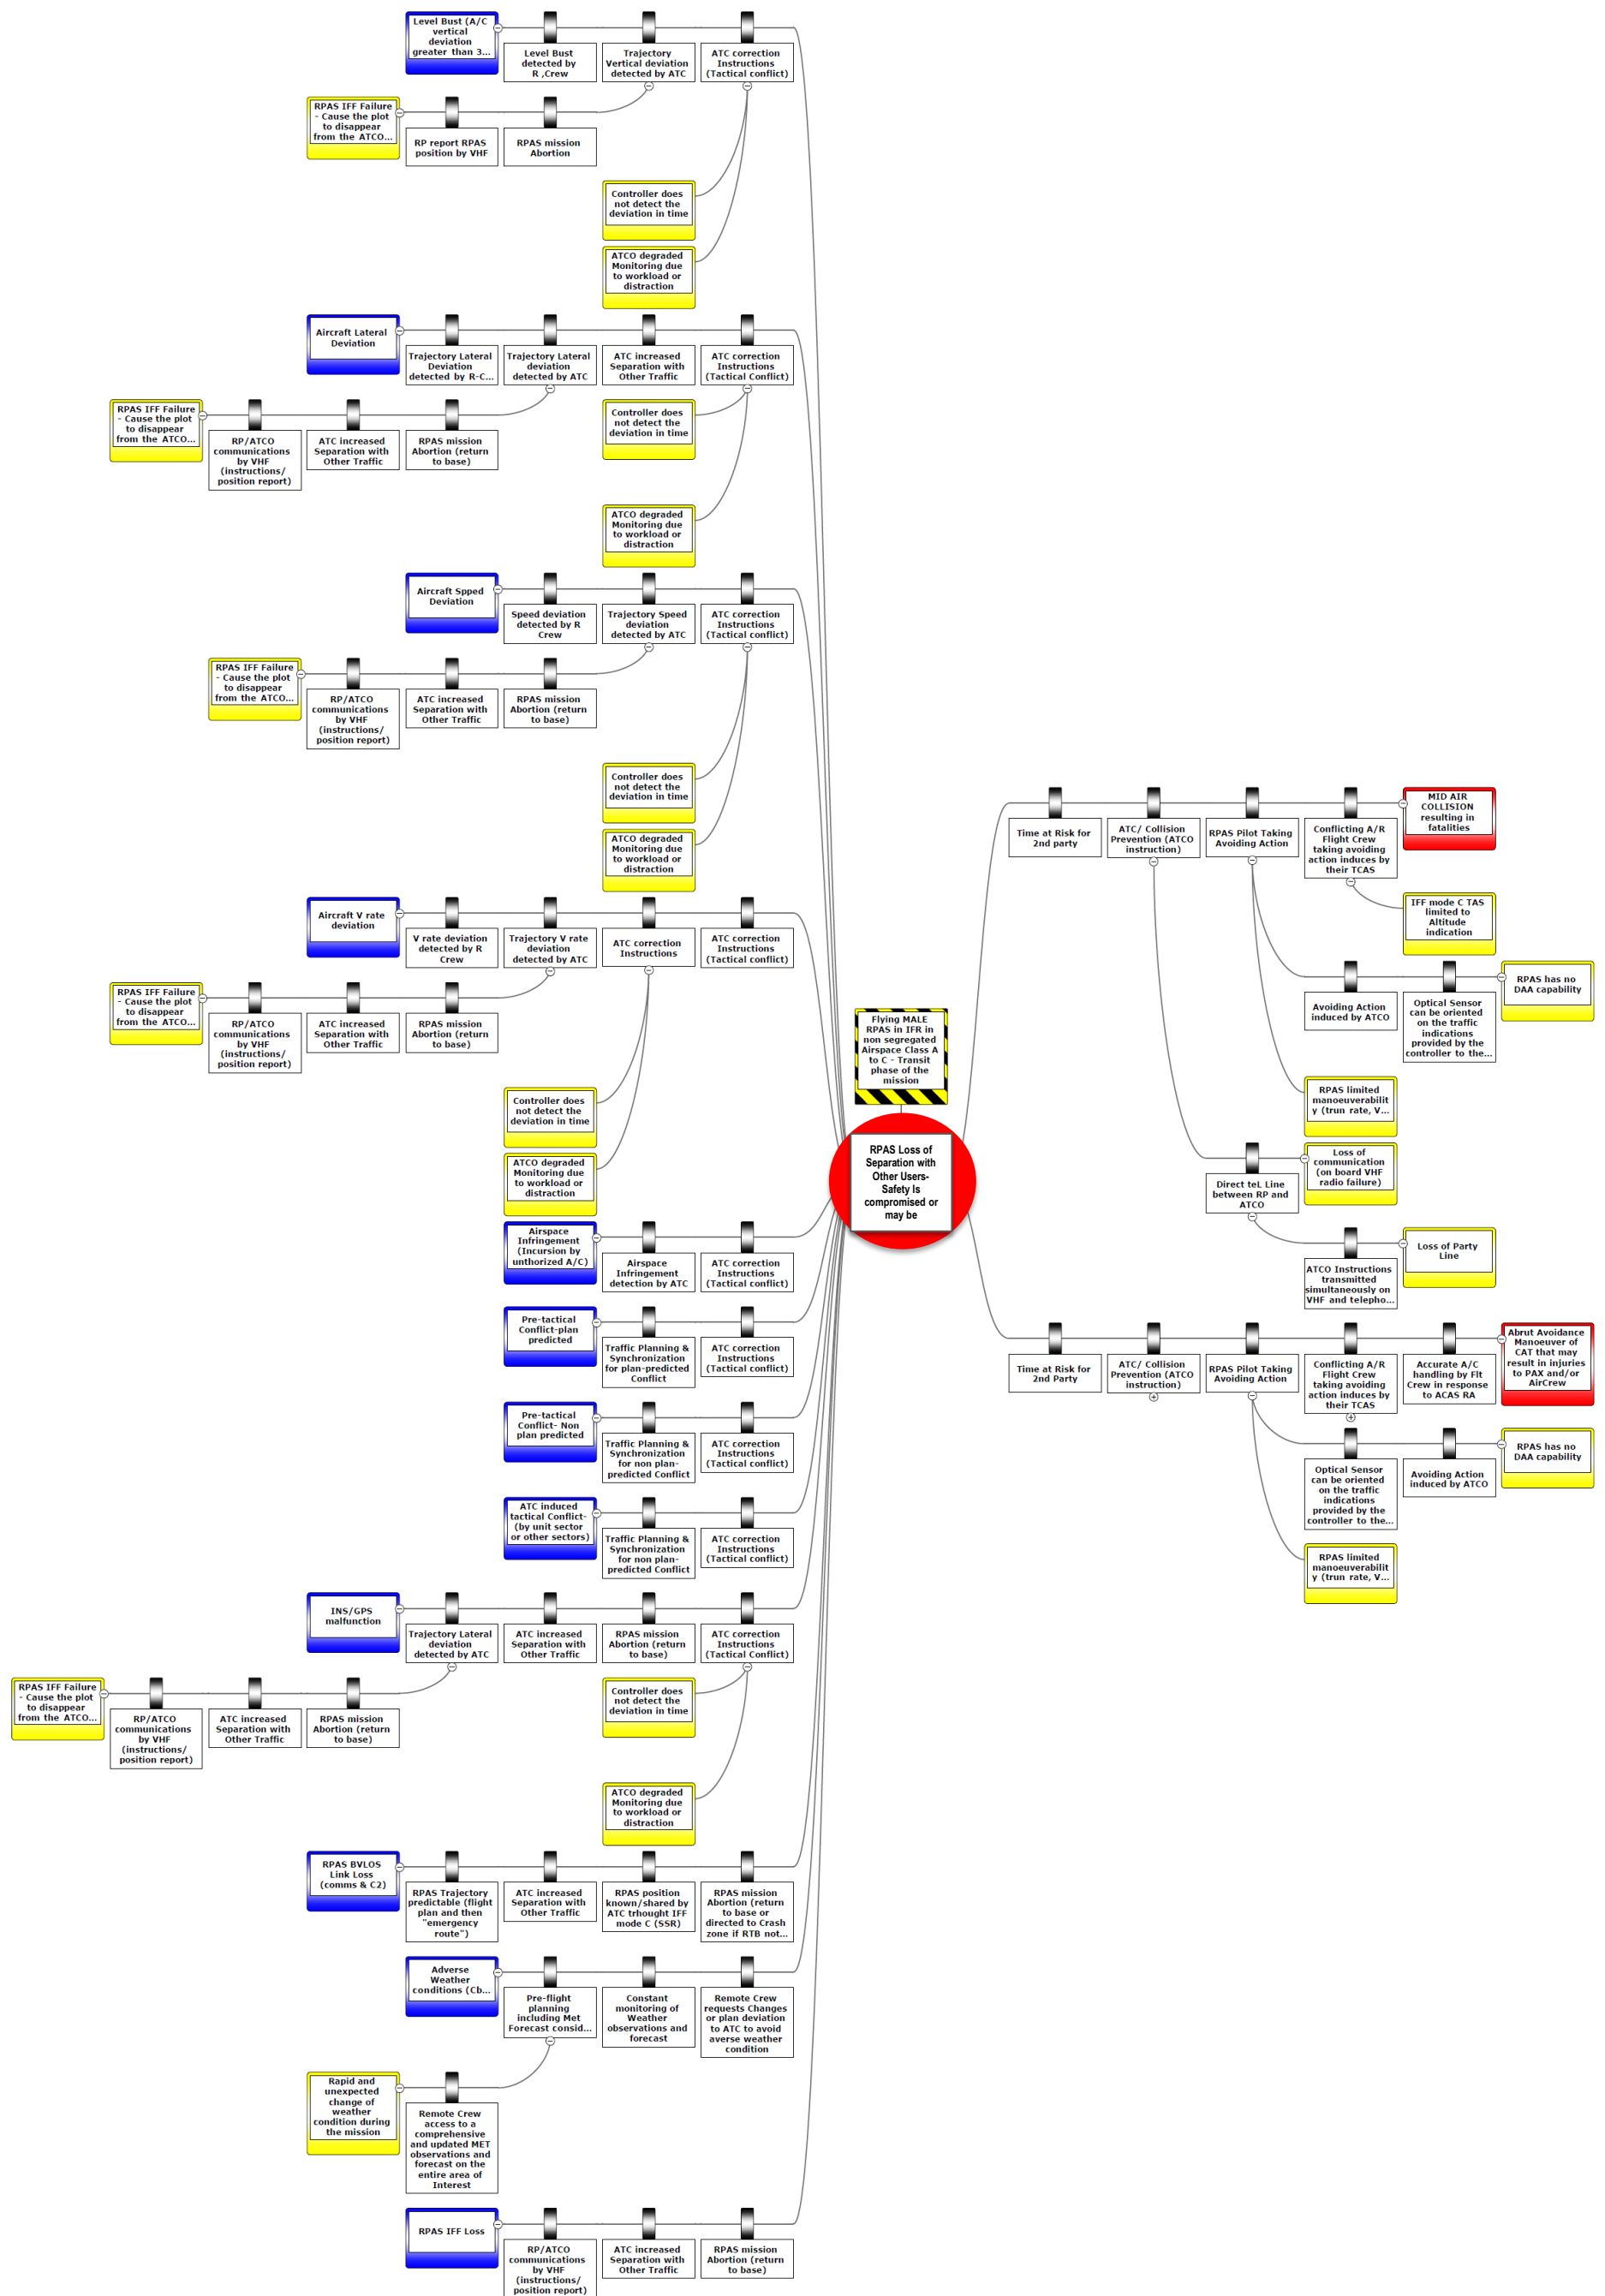 Level Bust (A/C
vertical
deviation
greater than 3...
Level Bust
detected by
R ,Crew
Trajectory
Vertical deviation
detected by ATC
ATC correction
Instructions
(Tactical conflict)
RPAS IFF Failure
- Cause the plot
to disappear
from the ATCO...
RP report RPAS
position by VHF
RPAS mission
Abortion
Controller does
not detect the
deviation in time
ATCO degraded
Monitoring due
to workload or
distraction
Aircraft Lateral
Deviation
Trajectory Lateral
Deviation
detected by R-C...
Trajectory Lateral
deviation
detected by ATC
ATC increased
Separation with
Other Traffic
ATC correction
Instructions
(Tactical Conflict)
RPAS IFF Failure
- Cause the plot
to disappear
from the ATCO...
RP/ATCO
communications
by VHF
(instructions/
position report)
ATC increased
Separation with
Other Traffic
RPAS mission
Abortion (return
to base)
Controller does
not detect the
deviation in time
ATCO degraded
Monitoring due
to workload or
distraction
Aircraft Spped
Deviation
Speed deviation
detected by R
Crew
Trajectory Speed
deviation
detected by ATC
ATC correction
Instructions
(Tactical conflict)
RPAS IFF Failure
- Cause the plot
to disappear
from the ATCO...
RP/ATCO
communications
by VHF
(instructions/
position report)
ATC increased
Separation with
Other Traffic
RPAS mission
Abortion (return
to base)
Controller does
not detect the
deviation in time
ATCO degraded
Monitoring due
to workload or
distraction
Aircraft V rate
deviation
V rate deviation
detected by R
Crew
Trajectory V rate
deviation
detected by ATC
ATC correction
Instructions
ATC correction
Instructions
(Tactical conflict)
RPAS IFF Failure
- Cause the plot
to disappear
from the ATCO...
RP/ATCO
communications
by VHF
(instructions/
position report)
ATC increased
Separation with
Other Traffic
RPAS mission
Abortion (return
to base)
Controller does
not detect the
deviation in time
ATCO degraded
Monitoring due
to workload or
distraction
Airspace
Infringement
(Incursion by
unthorized A/C)
Airspace
Infringement
detection by ATC
ATC correction
Instructions
(Tactical conflict)
Pre-tactical
Conflict-plan
predicted
Traffic Planning &
Synchronization
for plan-predicted
Conflict
ATC correction
Instructions
(Tactical conflict)
Pre-tactical
Conflict- Non
plan predicted
Traffic Planning &
Synchronization
for non plan-
predicted Conflict
ATC correction
Instructions
(Tactical conflict)
ATC induced
tactical Conflict-
(by unit sector
or other sectors)
Traffic Planning &
Synchronization
for non plan-
predicted Conflict
ATC correction
Instructions
(Tactical conflict)
INS/GPS
malfunction
Trajectory Lateral
deviation
detected by ATC
ATC increased
Separation with
Other Traffic
RPAS mission
Abortion (return
to base)
ATC correction
Instructions
(Tactical Conflict)
RPAS IFF Failure
- Cause the plot
to disappear
from the ATCO...
RP/ATCO
communications
by VHF
(instructions/
position report)
ATC increased
Separation with
Other Traffic
RPAS mission
Abortion (return
to base)
Controller does
not detect the
deviation in time
ATCO degraded
Monitoring due
to workload or
distraction
RPAS BVLOS
Link Loss
(comms & C2)
RPAS Trajectory
predictable (flight
plan and then
"emergency
route")
ATC increased
Separation with
Other Traffic
RPAS position
known/shared by
ATC trhought IFF
mode C (SSR)
RPAS mission
Abortion (return
to base or
directed to Crash
zone if RTB not...
Adverse
Weather
conditions (Cb...
Pre-flight
planning
including Met
Forecast consid...
Constant
monitoring of
Weather
observations and
forecast
Remote Crew
requests Changes
or plan deviation
to ATC to avoid
averse weather
condition
Rapid and
unexpected
change of
weather
condition during
the mission
Remote Crew
access to a
comprehensive
and updated MET
observations and
forecast on the
entire area of
Interest
RPAS IFF Loss
RP/ATCO
communications
by VHF
(instructions/
position report)
ATC increased
Separation with
Other Traffic
RPAS mission
Abortion (return
to base)
Flying MALE
RPAS in IFR in
non segregated
Airspace Class A
to C - Transit
phase of the
mission
RPAS Loss of
Separation with
Other Users-
Safety Is
compromised or
may be
Time at Risk for
2nd party
ATC/ Collision
Prevention (ATCO
instruction)
RPAS Pilot Taking
Avoiding Action
Conflicting A/R
Flight Crew
taking avoiding
action induces by
their TCAS
MID AIR
COLLISION
resulting in
fatalities
IFF mode C TAS
limited to
Altitude
indication
Avoiding Action
induced by ATCO
Optical Sensor
can be oriented
on the traffic
indications
provided by the
controller to the...
RPAS has no
DAA capability
RPAS limited
manoeuverabilit
y (trun rate, V...
Direct teL Line
between RP and
ATCO
Loss of
communication
(on board VHF
radio failure)
ATCO Instructions
transmitted
simultaneously on
VHF and telepho...
Loss of Party
Line
Time at Risk for
2nd Party
ATC/ Collision
Prevention (ATCO
instruction)
RPAS Pilot Taking
Avoiding Action
Conflicting A/R
Flight Crew
taking avoiding
action induces by
their TCAS
Accurate A/C
handling by Flt
Crew in response
to ACAS RA
Abrut Avoidance
Manoeuver of
CAT that may
result in injuries
to PAX and/or
AirCrew
Optical Sensor
can be oriented
on the traffic
indications
provided by the
controller to the...
Avoiding Action
induced by ATCO
RPAS has no
DAA capability
RPAS limited
manoeuverabilit
y (trun rate, V...